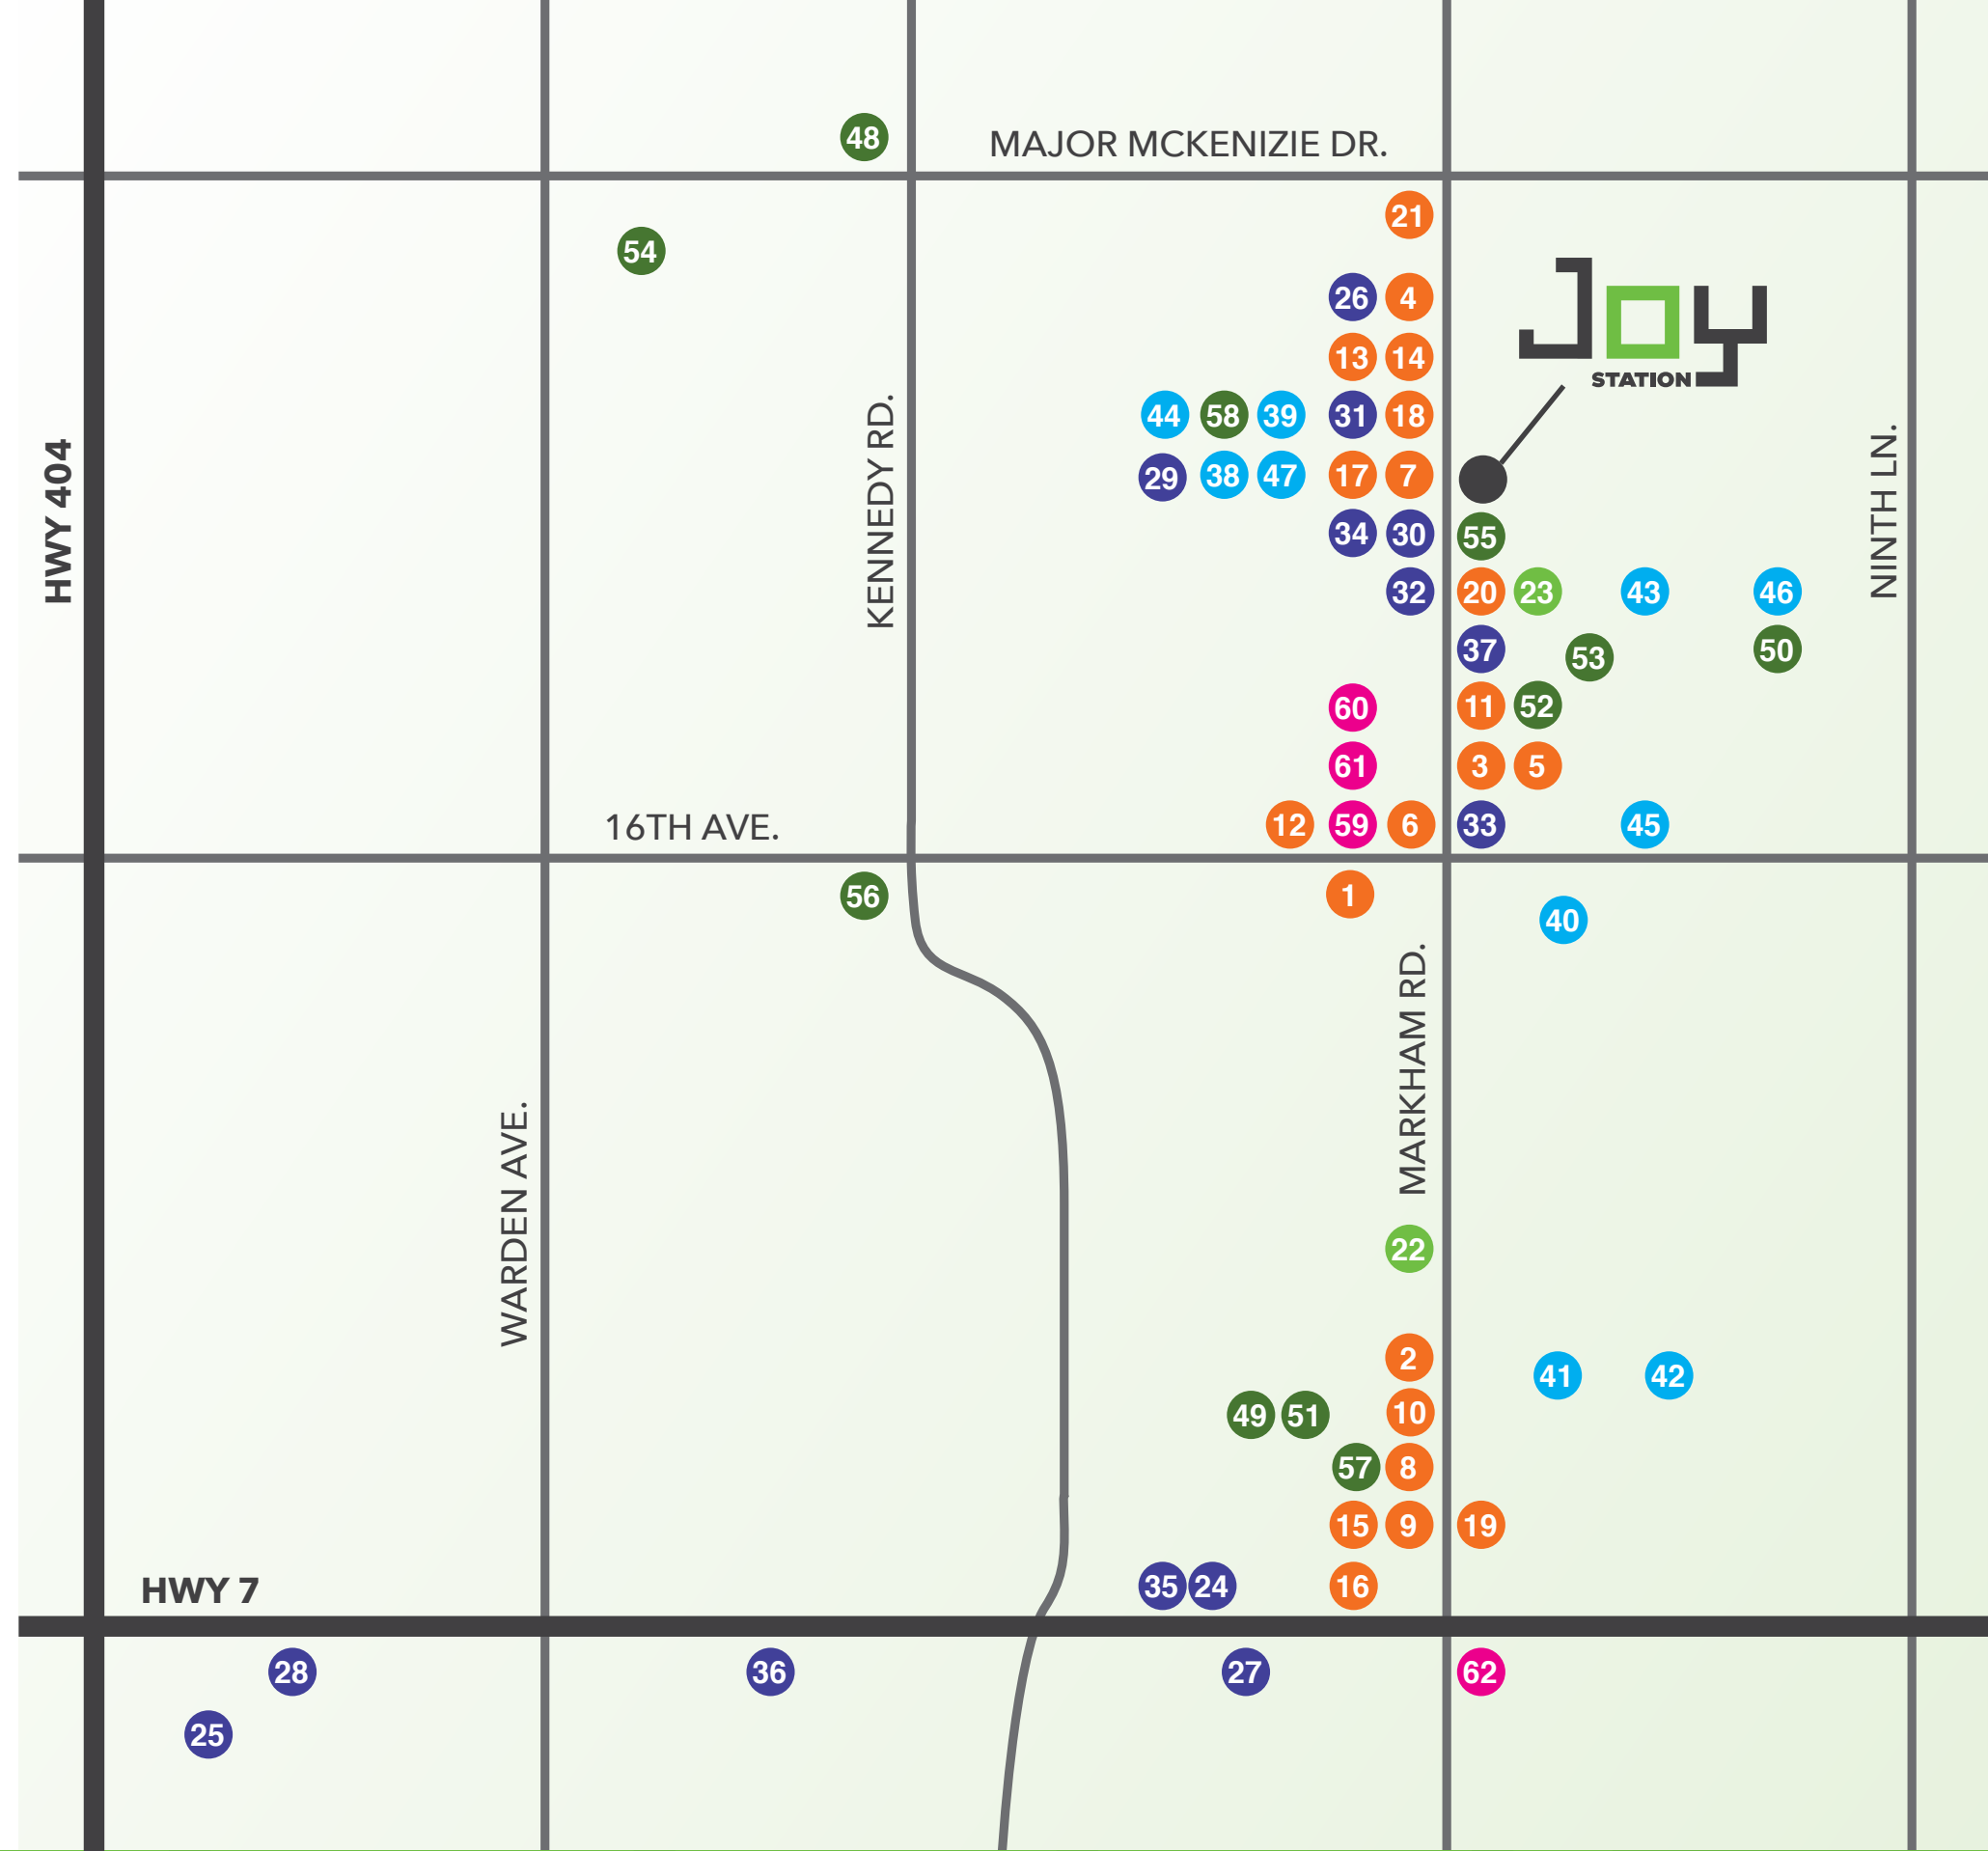 48
MAJOR MCKENIZIE DR.
21
54
26 4
Joy
STATION
13 14
44 58 39 31 18
29 38 47 17 7
HWY 404
KENNEDY RD.
NINTH LN.
34 30 55
32 20 23 43 46
37 53 50
60 11 52
61 3 5
16TH AVE.
12 59 6 33 45
56 1 40
MARKHAM RD.
WARDEN AVE.
22
2
41 42
49 51 10
57 8
15 9 19
HWY 7
35 24 16
28 36 27 62
25